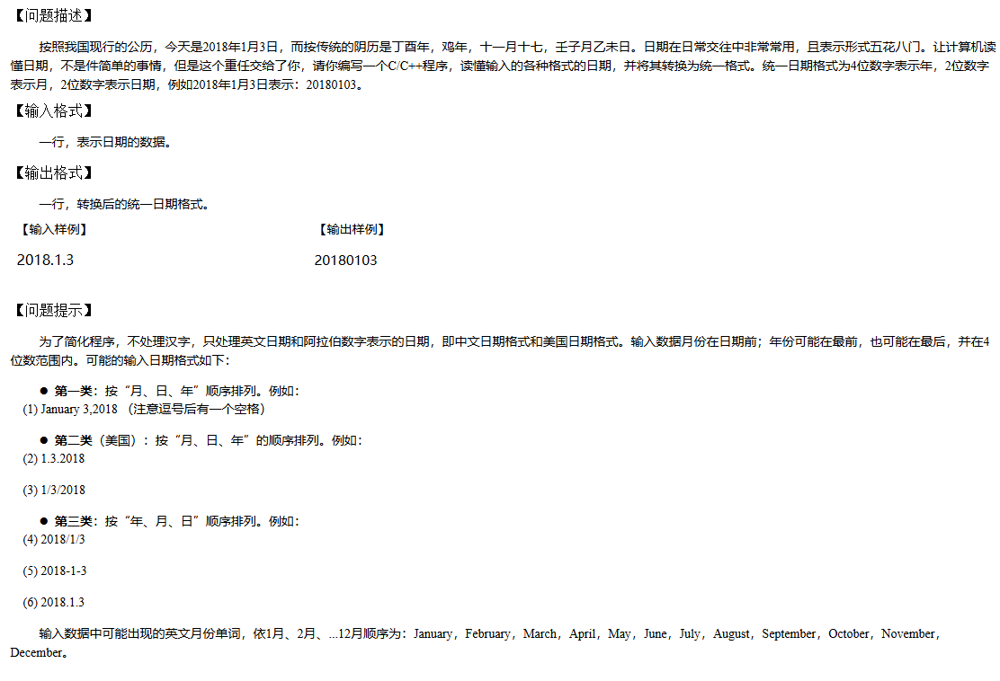 【问题描述】
按照我国现行的公历，今天是2018年1月3日，而按传统的阴历是丁酉年，鸡年，十一月十七，壬子月乙未日。日期在日常交往中非常常用，且表示形式五花八门。让计算机读
懂日期，不是件简单的事情，但是这个重任交给了你，请你编写一个C/C++程序，读懂输入的各种格式的日期，并将其转换为统一格式。统一日期格式为4位数字表示年，2位数字
表示月，2位数字表示日期，例如2018年1月3日表示：20180103。
【输入格式】
一行，表示日期的数据。
【输出格式】
一行，转换后的统一日期格式。
【输入样例】 【输出样例】
2018.1.3 20180103
【问题提示】
为了简化程序，不处理汉字，只处理英文日期和阿拉伯数字表示的日期，即中文日期格式和美国日期格式。输入数据月份在日期前；年份可能在最前，也可能在最后，并在4
位数范围内。可能的输入日期格式如下：
● 第一类：按“月、日、年”顺序排列。例如：
(1) January 3,2018 （注意逗号后有一个空格）
● 第二类（美国）：按“月、日、年”的顺序排列。例如：
(2) 1.3.2018
(3) 1/3/2018
● 第三类：按“年、月、日”顺序排列。例如：
(4) 2018/1/3
(5) 2018-1-3
(6) 2018.1.3
输入数据中可能出现的英文月份单词，依1月、2月、...12月顺序为：January，February，March，April，May，June，July，August，September，October，November，
December。